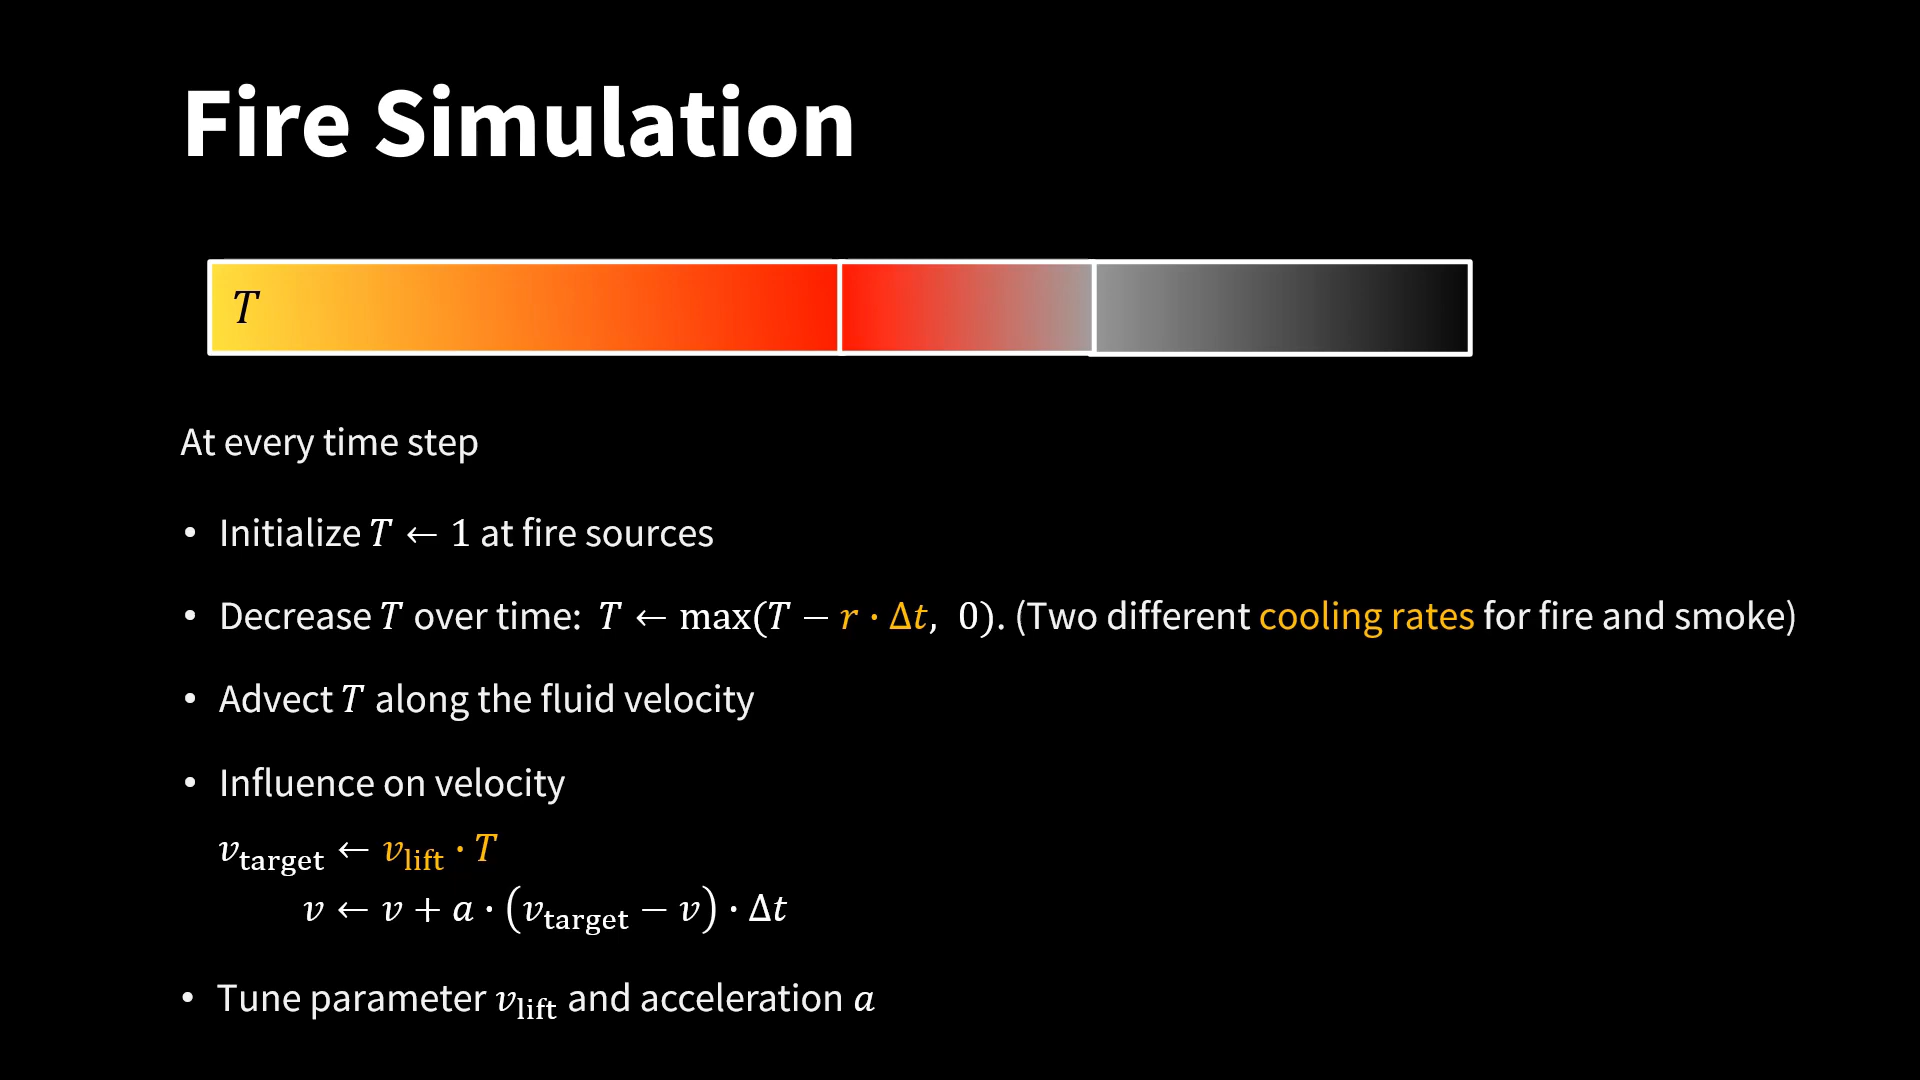 Fire Simulation
T
At every time step
• Initialize T ← 1 at fire sources
• Decrease T over time: T ← max(T − r · Δt, 0). (Two different cooling rates for fire and smoke)
• Advect T along the fluid velocity
• Influence on velocity
v_target ← v_lift · T
v ← v + a · (v_target − v) · Δt
• Tune parameter v_lift and acceleration a